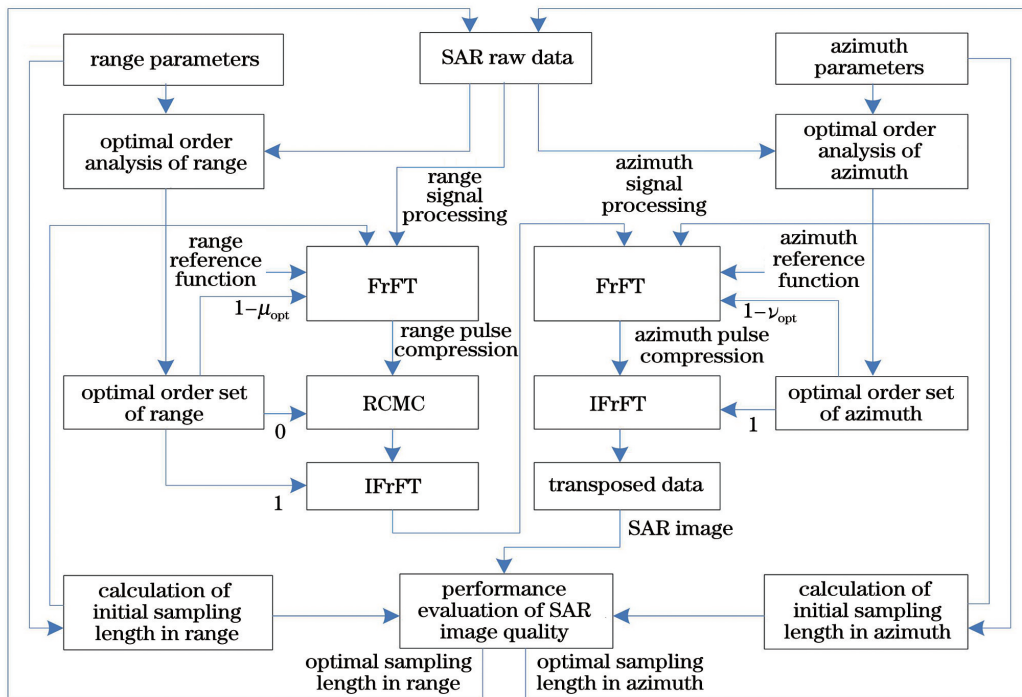 range parameters
SAR raw data
azimuth
parameters
optimal order
analysis of range
optimal order
analysis of
azimuth
range
signal
processing
azimuth
signal
processing
range
reference
function
FrFT
1−μopt
range pulse
compression
azimuth
reference
function
FrFT
1−νopt
azimuth pulse
compression
optimal order set
of range
0
RCMC
IFrFT
1
optimal order set
of azimuth
1
IFrFT
transposed data
SAR image
calculation of
initial sampling
length in range
performance
evaluation of SAR
image quality
calculation of
initial sampling
length in azimuth
optimal sampling
length in range
optimal sampling
length in azimuth